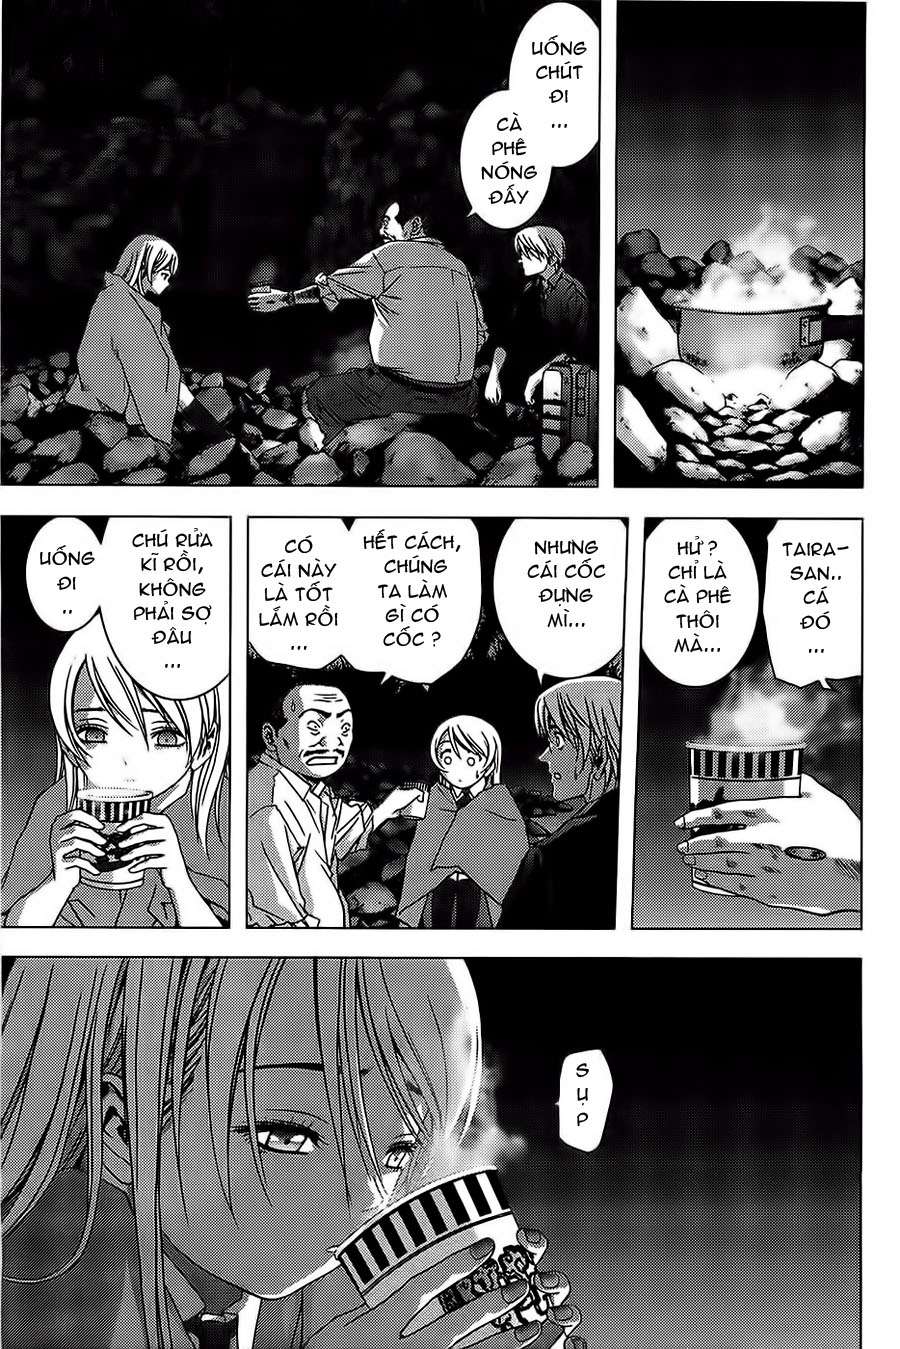 UỐNG
CHÚT
ĐI
...
CÀ
PHÊ
NÓNG
ĐẤY
TAIRA-
SAN..
CÁ
ĐÓ
...
HỬ ?
CHỈ LÀ
CÀ PHÊ
THÔI
MÀ...
NHƯNG
CÁI CỐC
ĐỰNG
MÌ...
HẾT CÁCH,
CHÚNG
TA LÀM
GÌ CÓ
CỐC ?
CÓ
CÁI NÀY
LÀ TỐT
LẮM RỒI
...
CHÚ RỬA
KĨ RỒI,
KHÔNG
PHẢI SỢ
ĐÂU
...
UỐNG
ĐI
..
SỤP